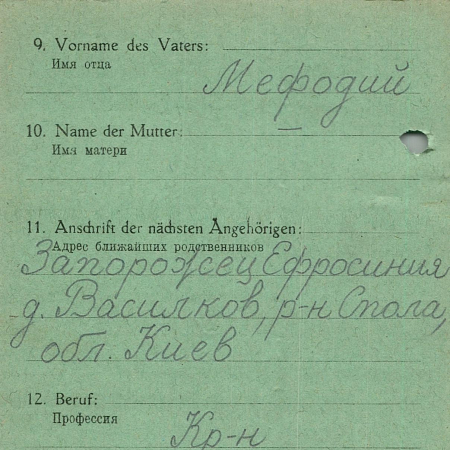 9. Vorname des Vaters:
Имя отца
Мефодий
10. Name der Mutter: —
Имя матери
11. Anschrift der nächsten Angehörigen:
Адрес ближайших родственников
Запорожец Ефросиния
д. Василков, р-н Спола,
обл. Киев
12. Beruf:
Профессия
Кр-н